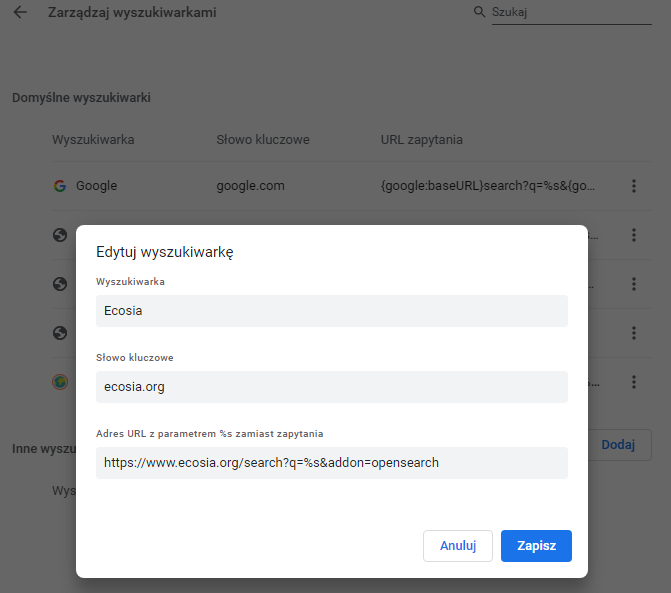 Zarządzaj wyszukiwarkami
Szukaj
Domyślne wyszukiwarki
Wyszukiwarka Słowo kluczowe URL zapytania
Google google.com {google:baseURL}search?q=%s&{go...
Edytuj wyszukiwarkę
Wyszukiwarka
Ecosia
Słowo kluczowe
ecosia.org
Adres URL z parametrem %s zamiast zapytania
https://www.ecosia.org/search?q=%s&addon=opensearch
Inne wyszu
Dodaj
Wys
Anuluj Zapisz